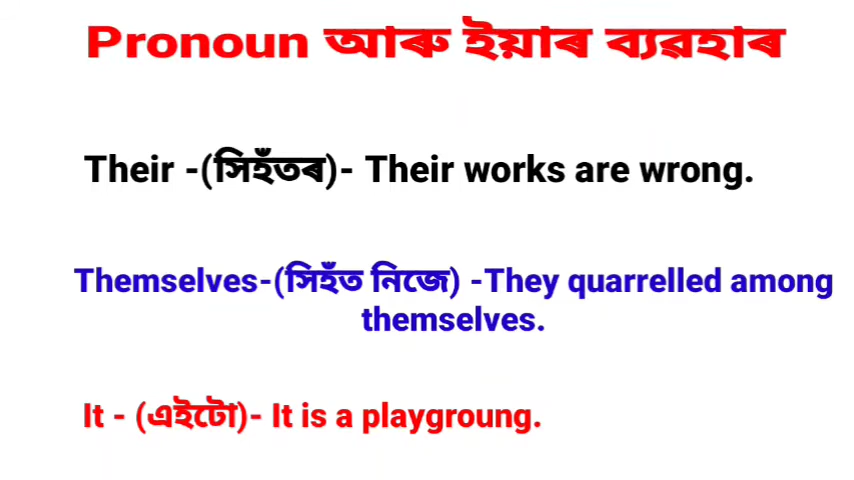 Pronoun আৰু ইয়াৰ ব্যৱহাৰ
Their -(সিহঁতৰ)- Their works are wrong.
Themselves-(সিহঁত নিজে) -They quarrelled among
themselves.
It - (এইটো)- It is a playgroung.